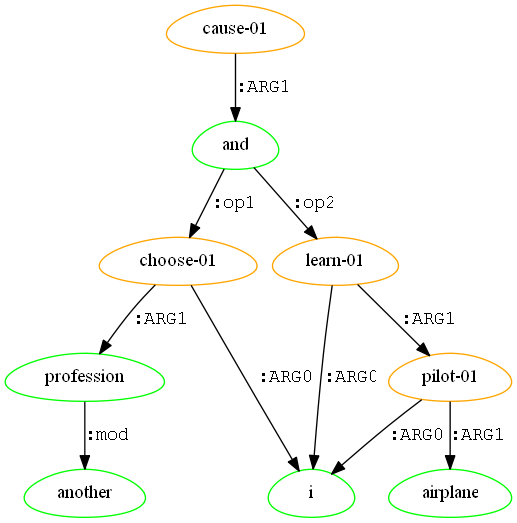 cause-01
:ARG1
and
:op1 :op2
choose-01 learn-01
:ARG1 :ARG1
profession :ARG0 :ARG0 pilot-01
:mod :ARG0 :ARG1
another i airplane